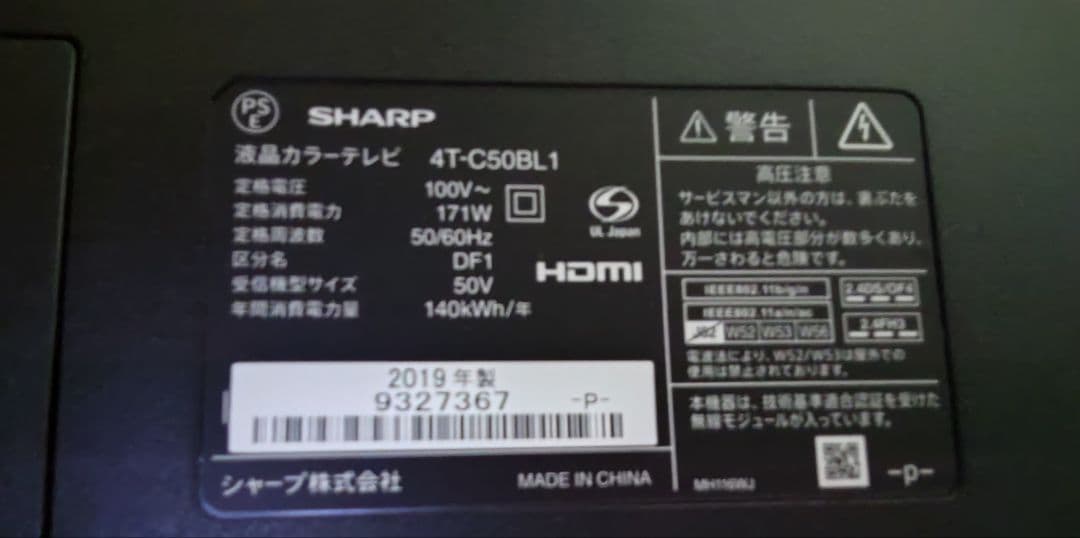 PS
E
SHARP
液晶カラーテレビ 4T-C50BL1
定格電圧 100V～
定格消費電力 171W
定格周波数 50/60Hz
区分名 DF1
受信機型サイズ 50V
年間消費電力量 140kWh/年
UL Japan
HDMI
2019年製
9327367 -P-
シャープ株式会社 MADE IN CHINA
警告
高圧注意
サービスマン以外の方は、裏ぶたを
あけないでください。
内部には高電圧部分が数多くあり、
万一さわると危険です。
IEEE802.11b/g/n 2.4DS/OF4
IEEE802.11a/n/ac
J52 W52 W53 W56 2.4FH3
電波法により、W52/W53は屋外での
使用は禁止されております。
本機器は、技術基準適合認証を受けた
無線モジュールが入っています。
-p-